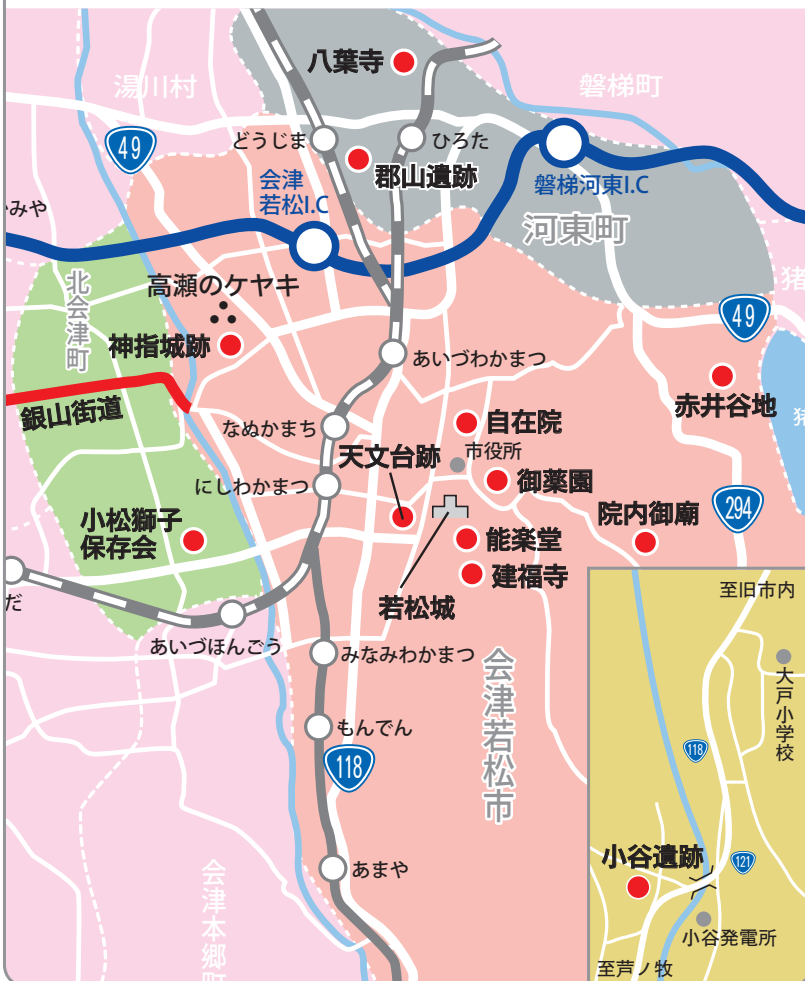 八葉寺
湯川村
磐梯町
49
どうじま
ひろた
郡山遺跡
会津
若松I.C
磐梯河東I.C
河東町
みや
猪
北会津町
高瀬のケヤキ
神指城跡
49
あいづわかまつ
赤井谷地
銀山街道
猪
なぬかまち
自在院
市役所
天文台跡
にしわかまつ
御薬園
294
院内御廟
小松獅子
保存会
能楽堂
建福寺
若松城
だ
至旧市内
あいづほんごう
みなみわかまつ
会津若松市
大戸小学校
もんでん
118
118
小谷遺跡
121
あまや
会津本郷町
小谷発電所
至芦ノ牧